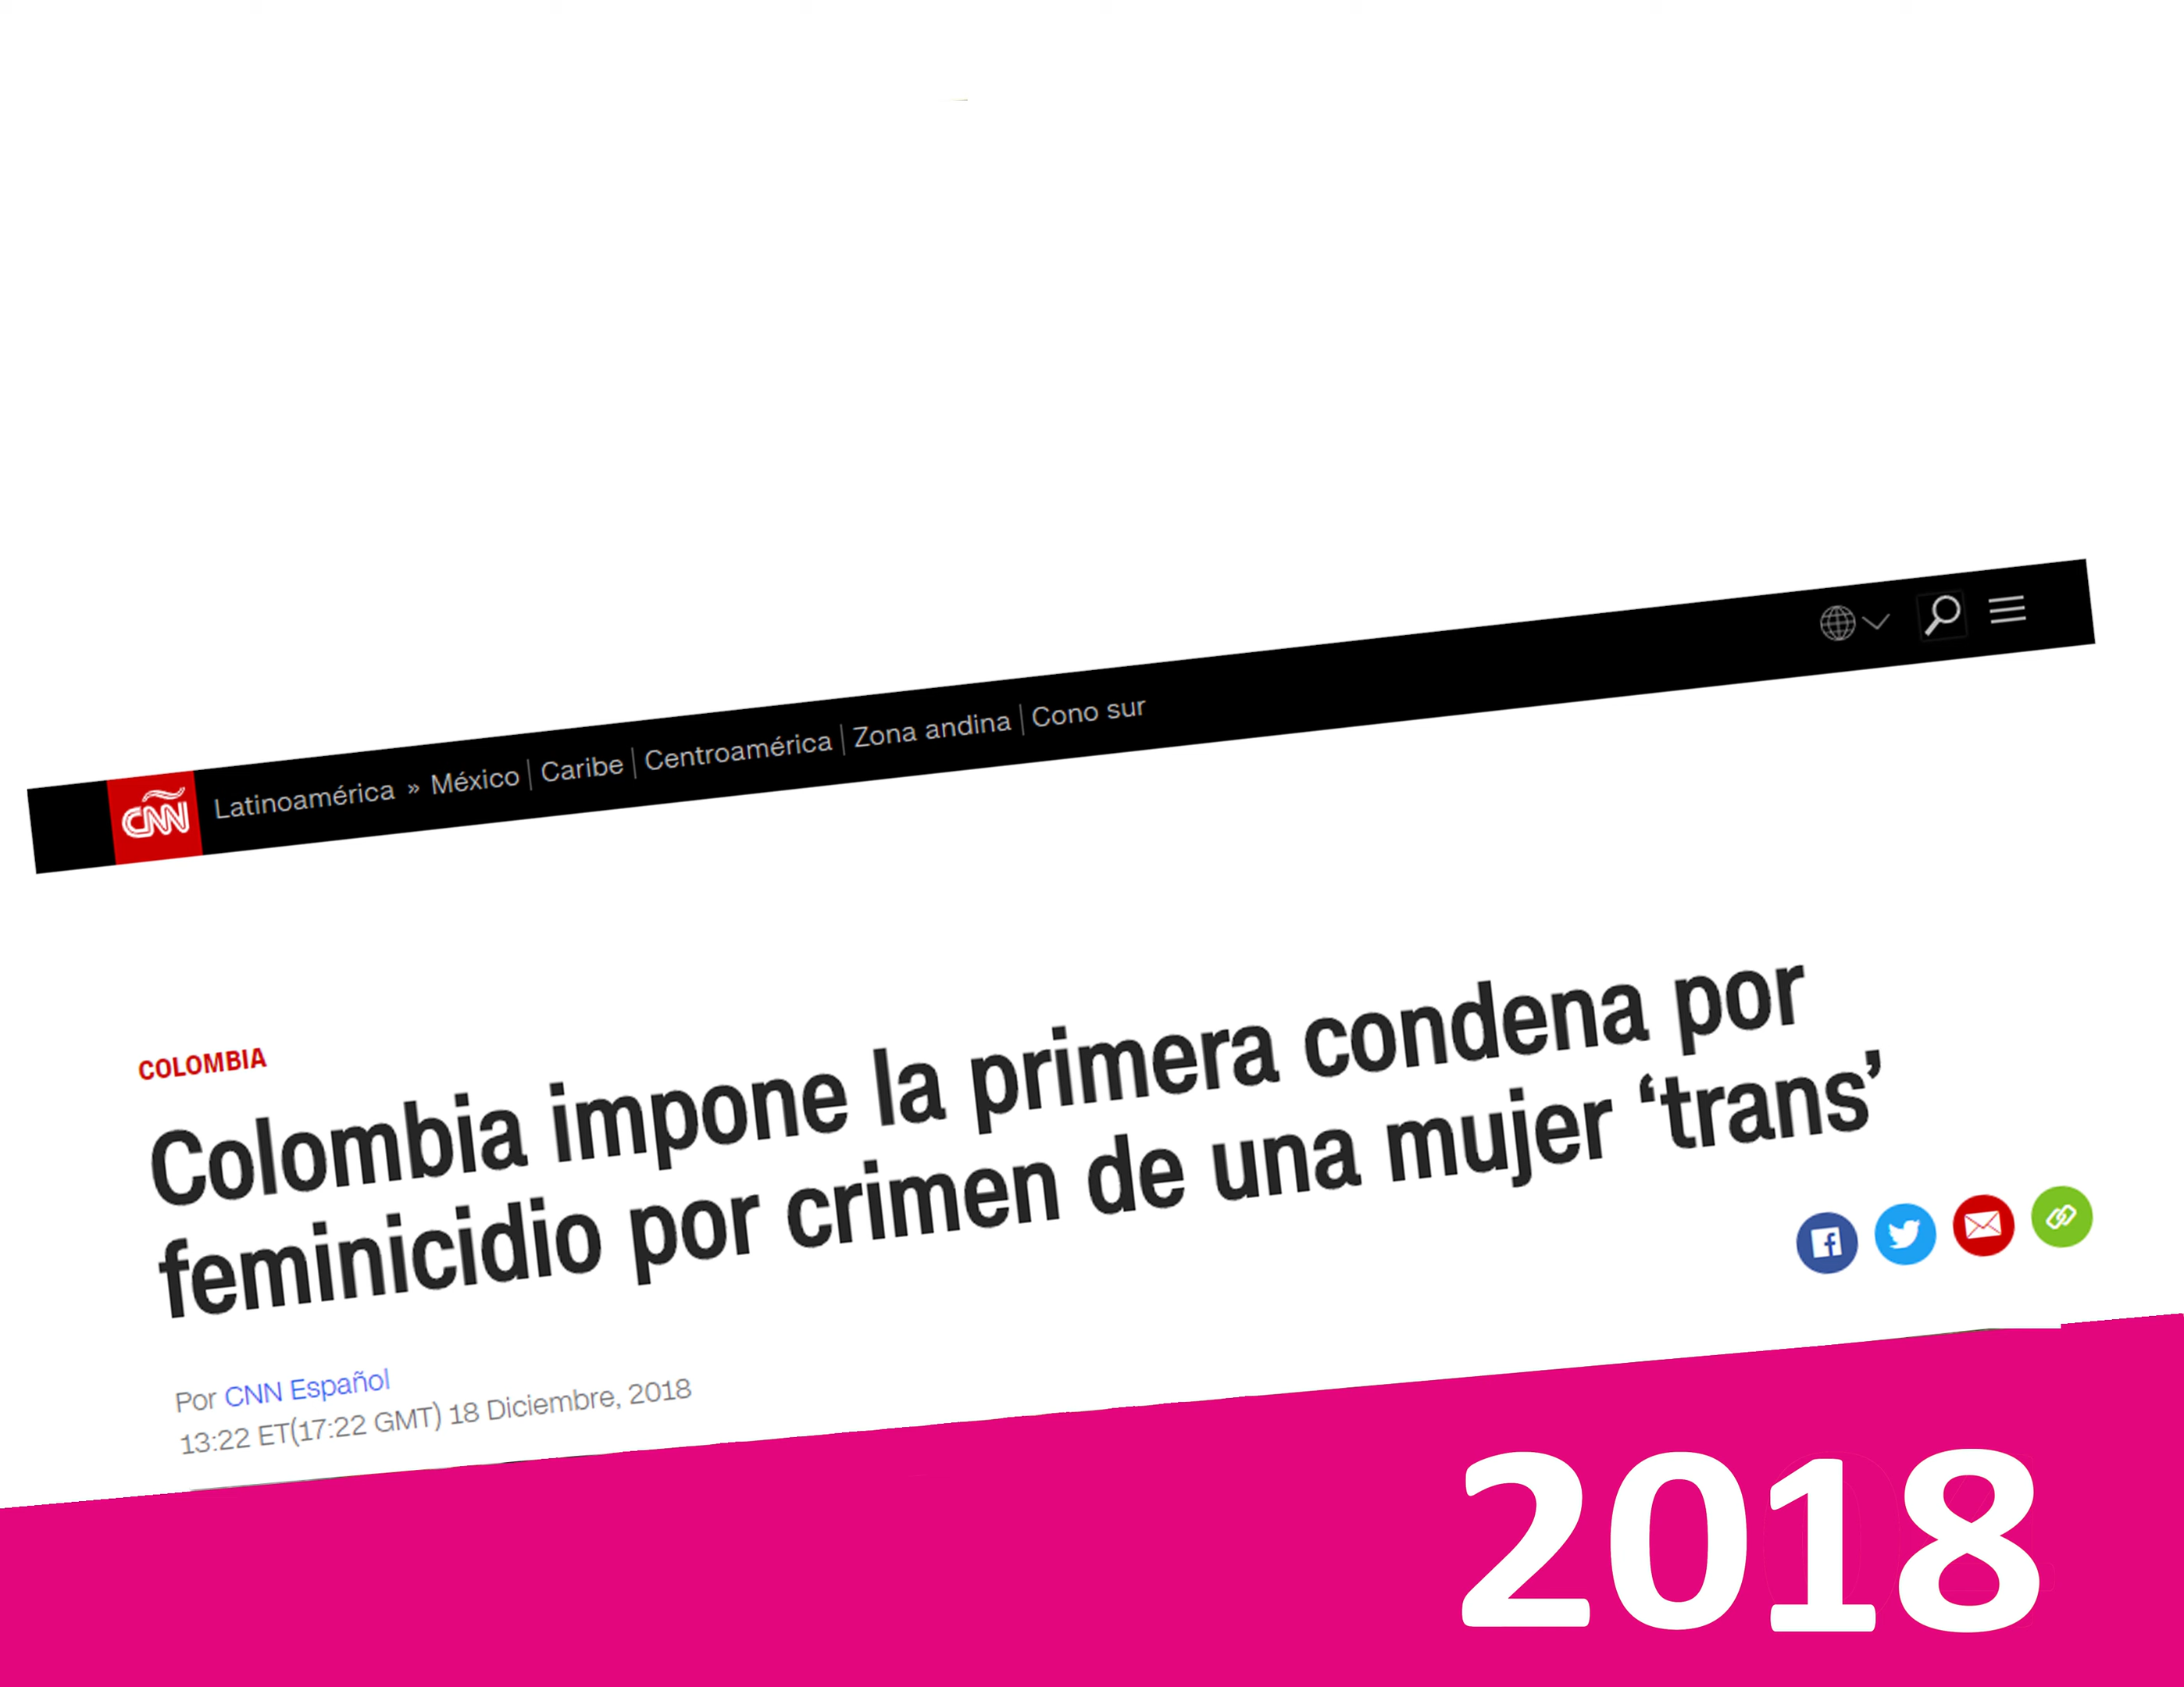 CNN Latinoamérica » México | Caribe | Centroamérica | Zona andina | Cono sur
COLOMBIA
Colombia impone la primera condena por
feminicidio por crimen de una mujer ‘trans’
Por CNN Español
13:22 ET(17:22 GMT) 18 Diciembre, 2018
2018